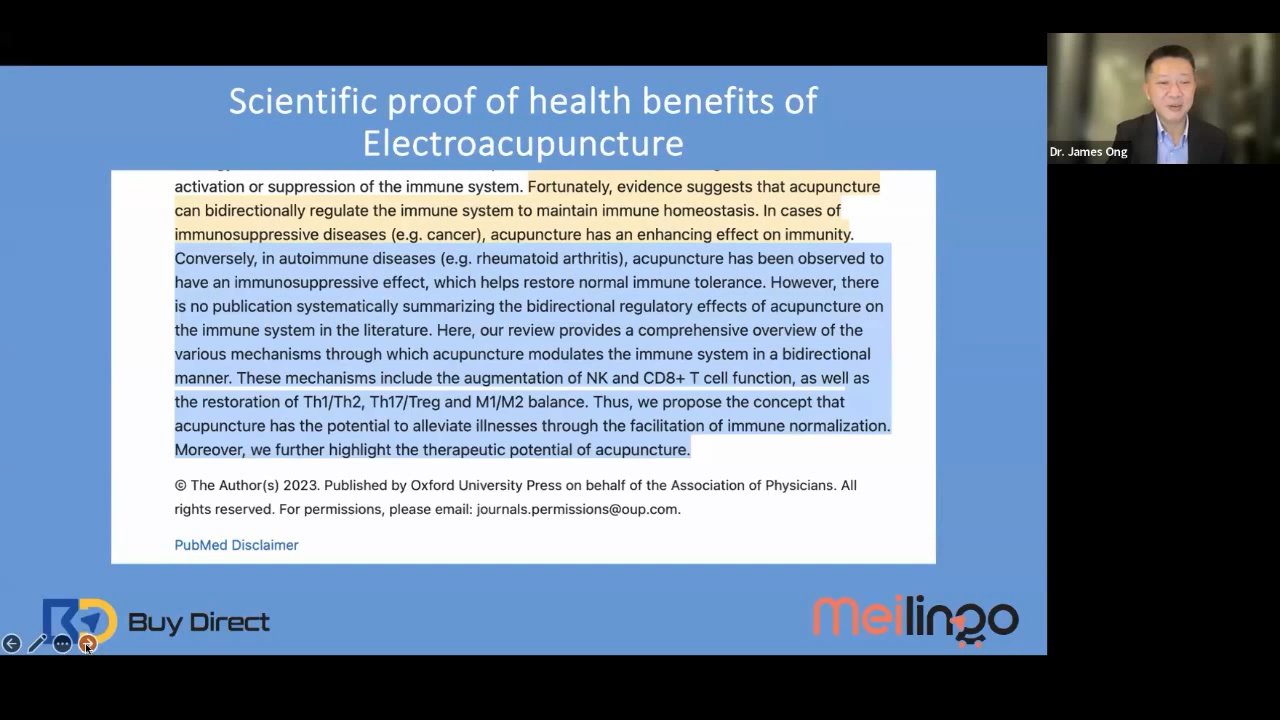 Scientific proof of health benefits of
Electroacupuncture
activation or suppression of the immune system. Fortunately, evidence suggests that acupuncture
can bidirectionally regulate the immune system to maintain immune homeostasis. In cases of
immunosuppressive diseases (e.g. cancer), acupuncture has an enhancing effect on immunity.
Conversely, in autoimmune diseases (e.g. rheumatoid arthritis), acupuncture has been observed to
have an immunosuppressive effect, which helps restore normal immune tolerance. However, there
is no publication systematically summarizing the bidirectional regulatory effects of acupuncture on
the immune system in the literature. Here, our review provides a comprehensive overview of the
various mechanisms through which acupuncture modulates the immune system in a bidirectional
manner. These mechanisms include the augmentation of NK and CD8+ T cell function, as well as
the restoration of Th1/Th2, Th17/Treg and M1/M2 balance. Thus, we propose the concept that
acupuncture has the potential to alleviate illnesses through the facilitation of immune normalization.
Moreover, we further highlight the therapeutic potential of acupuncture.
© The Author(s) 2023. Published by Oxford University Press on behalf of the Association of Physicians. All
rights reserved. For permissions, please email: journals.permissions@oup.com.
PubMed Disclaimer
BD Buy Direct
meilingo
Dr. James Ong